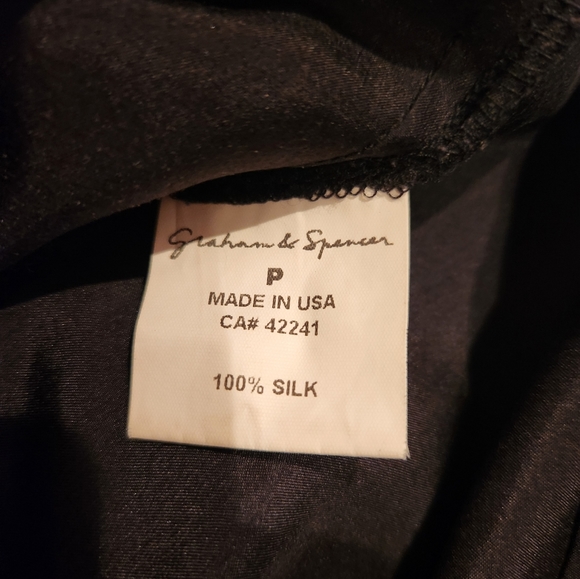 Graham & Spencer
P
MADE IN USA
CA# 42241
100% SILK